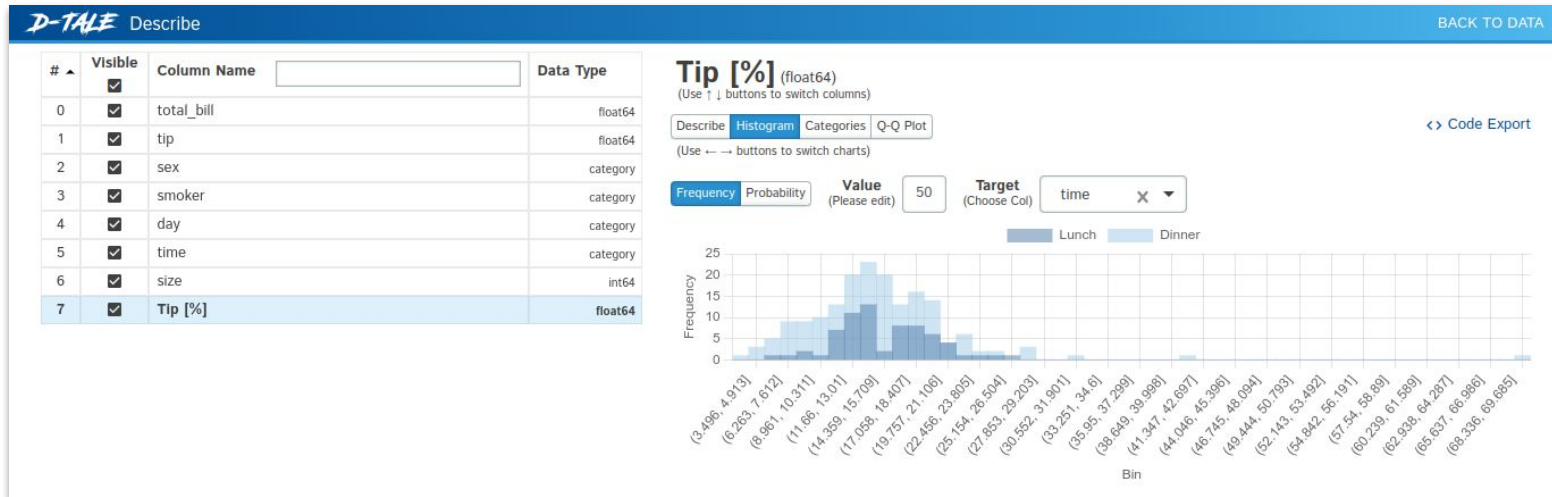 D-TALE Describe BACK TO DATA
# Visible Column Name Data Type
0 total_bill float64
1 tip float64
2 sex category
3 smoker category
4 day category
5 time category
6 size int64
7 Tip [%] float64
Tip [%] (float64)
(Use ↑ ↓ buttons to switch columns)
Describe Histogram Categories Q-Q Plot
<> Code Export
(Use ← → buttons to switch charts)
Frequency Probability Value (Please edit) 50 Target (Choose Col) time
Lunch Dinner
Frequency
25
20
15
10
5
0
(3.496, 4.913]
(6.263, 7.612]
(8.961, 10.311]
(11.66, 13.01]
(14.359, 15.709]
(17.058, 18.407]
(19.757, 21.106]
(22.456, 23.805]
(25.154, 26.504]
(27.853, 29.203]
(30.552, 31.901]
(33.251, 34.6]
(35.95, 37.299]
(38.649, 39.998]
(41.347, 42.697]
(44.046, 45.396]
(46.745, 48.094]
(49.444, 50.793]
(52.143, 53.492]
(54.842, 56.191]
(57.54, 58.89]
(60.239, 61.589]
(62.938, 64.287]
(65.637, 66.986]
(68.336, 69.685]
Bin